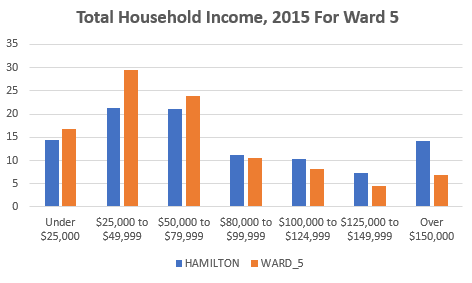 Total Household Income, 2015 For Ward 5
35
30
25
20
15
10
5
0
Under
$25,000
$25,000 to
$49,999
$50,000 to
$79,999
$80,000 to
$99,999
$100,000 to
$124,999
$125,000 to
$149,999
Over
$150,000
HAMILTON
WARD_5